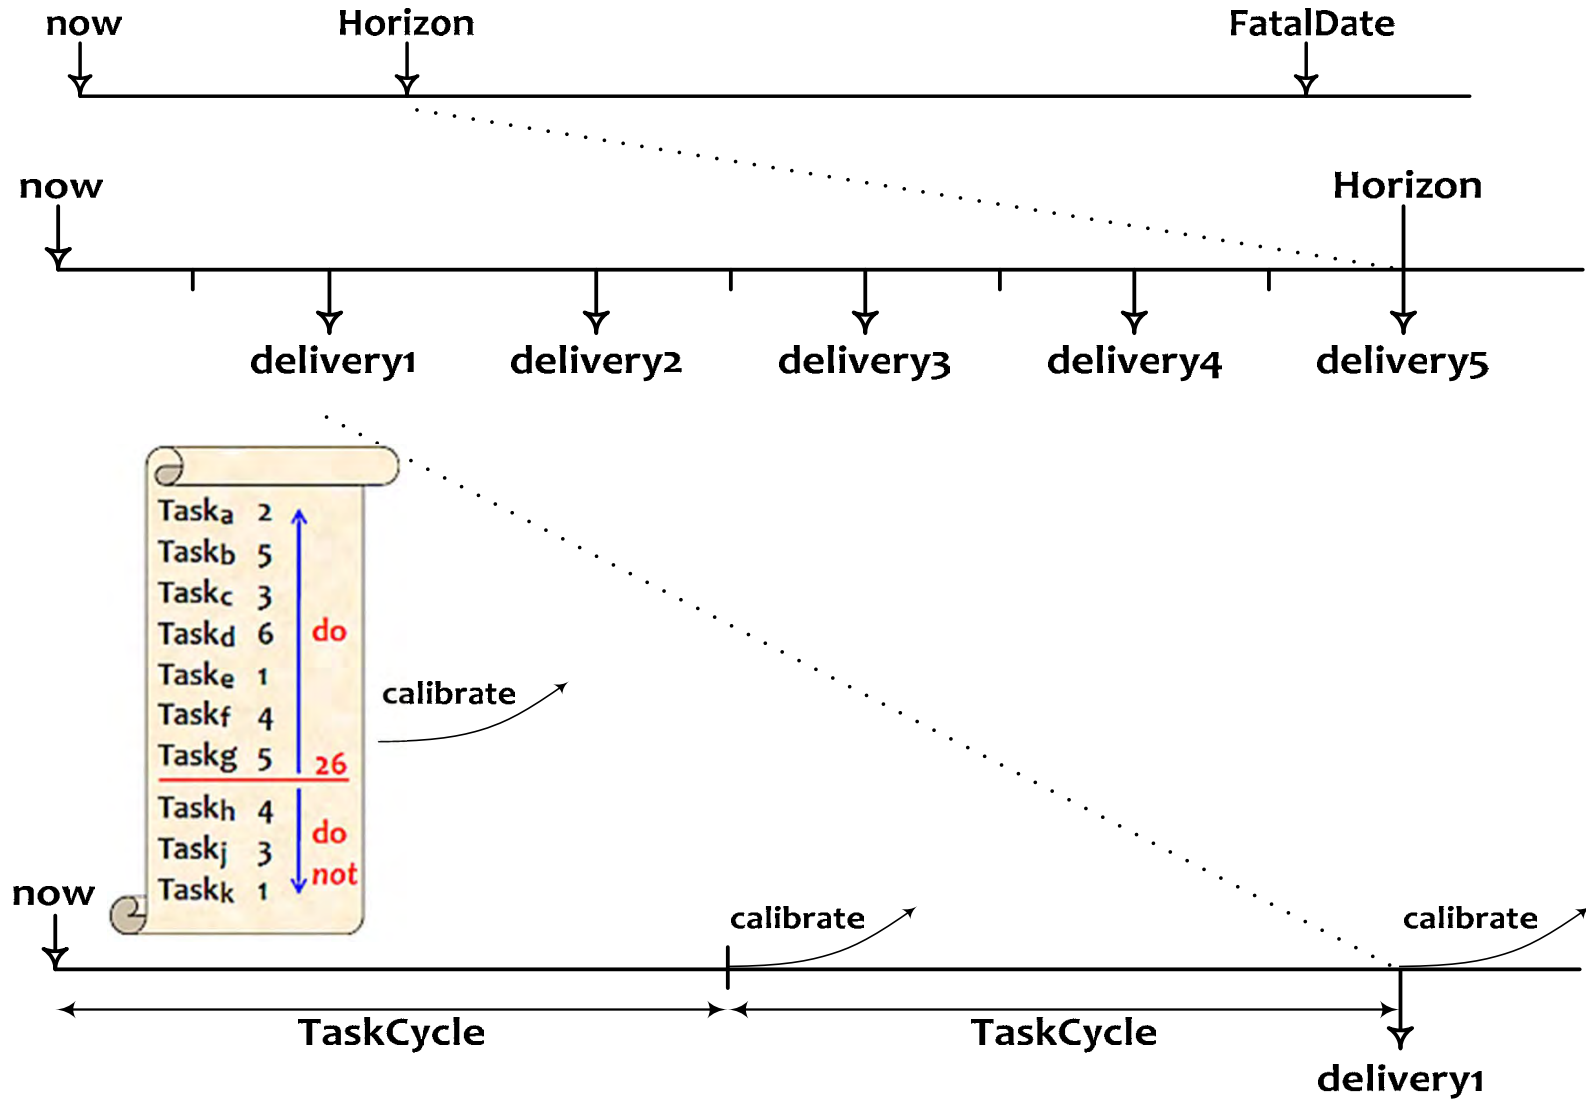 now Horizon FatalDate
now Horizon
delivery1 delivery2 delivery3 delivery4 delivery5
Taska 2
Taskb 5
Taskc 3
Taskd 6
do
Taske 1
calibrate
Taskf 4
Taskg 5 26
Taskh 4
do
Taskj 3
not
Taskk 1
now
calibrate calibrate
TaskCycle TaskCycle
delivery1